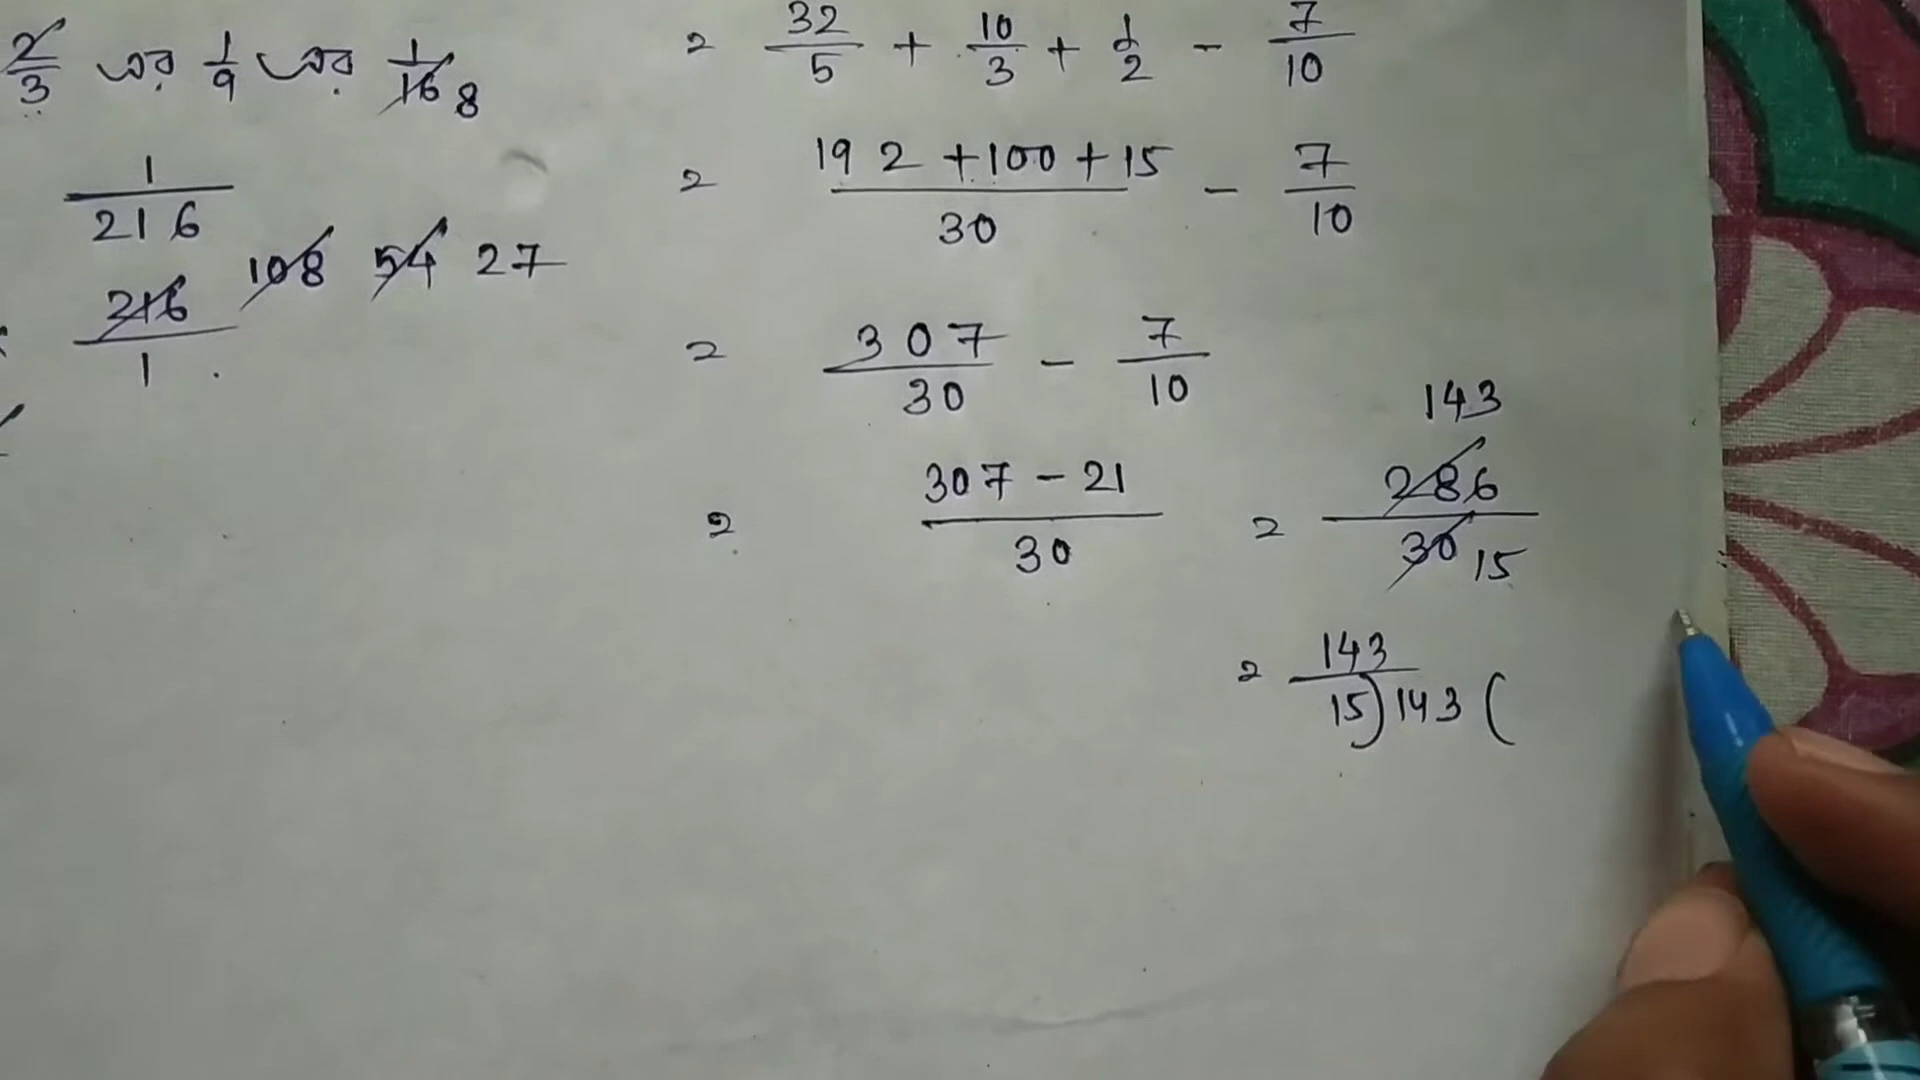 2/3 এর 1/9 এর 1/16 8
1/216
216/1 108 54 27
= 32/5 + 10/3 + 1/2 - 7/10
= 192+100+15/30 - 7/10
= 307/30 - 7/10
= 307-21/30 = 143 286/30 15
= 143/15)143(